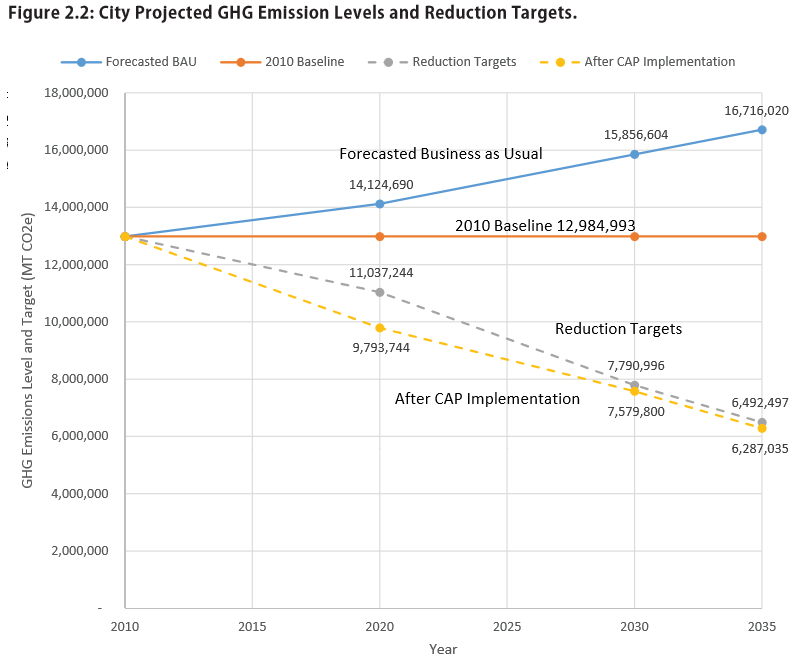 Figure 2.2: City Projected GHG Emission Levels and Reduction Targets.
Forecasted BAU 2010 Baseline Reduction Targets After CAP Implementation
18,000,000
16,716,020
15,856,604
16,000,000
Forecasted Business as Usual
14,124,690
14,000,000
2010 Baseline 12,984,993
12,000,000
11,037,244
10,000,000
Reduction Targets
9,793,744
7,790,996
8,000,000
After CAP Implementation
6,492,497
7,579,800
6,000,000
6,287,035
4,000,000
2,000,000
-
GHG Emissions Level and Target (MT CO2e)
2010 2015 2020 2025 2030 2035
Year